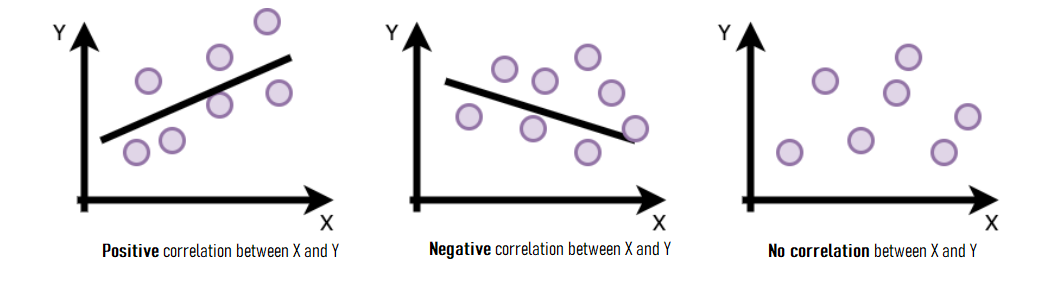 Y
X
Positive correlation between X and Y
Y
X
Negative correlation between X and Y
Y
X
No correlation between X and Y